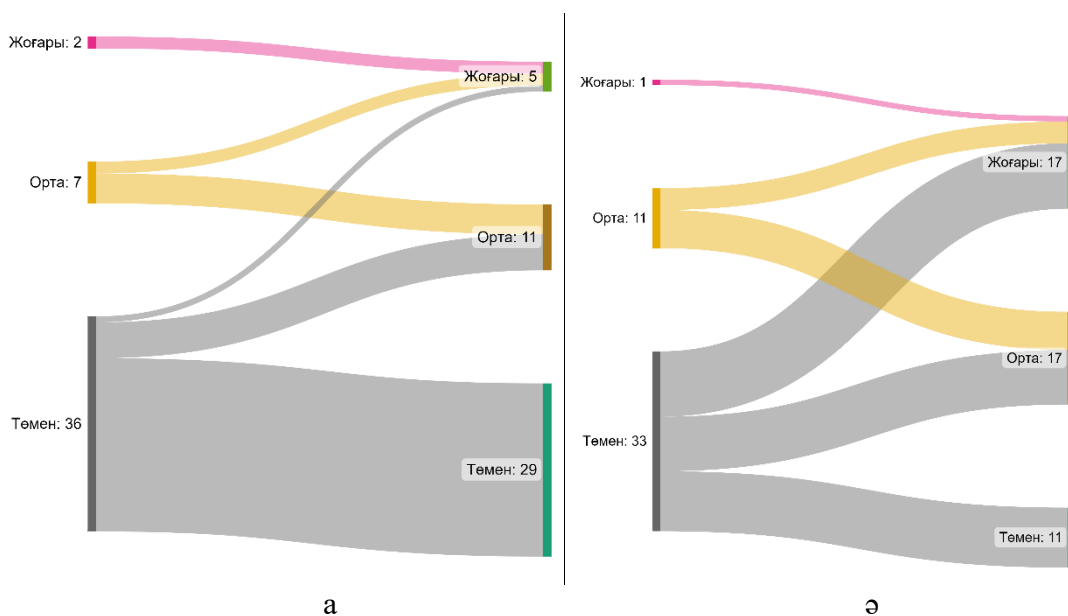 Жоғары: 2
Жоғары: 5
Орта: 7
Орта: 11
Төмен: 36
Төмен: 29
а
Жоғары: 1
Жоғары: 17
Орта: 11
Орта: 17
Төмен: 33
Төмен: 11
ә